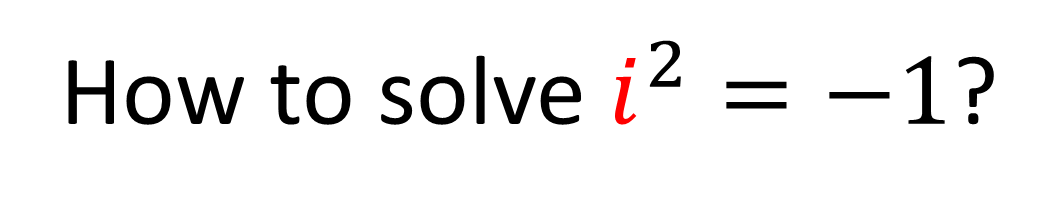 How to solve i² = −1?